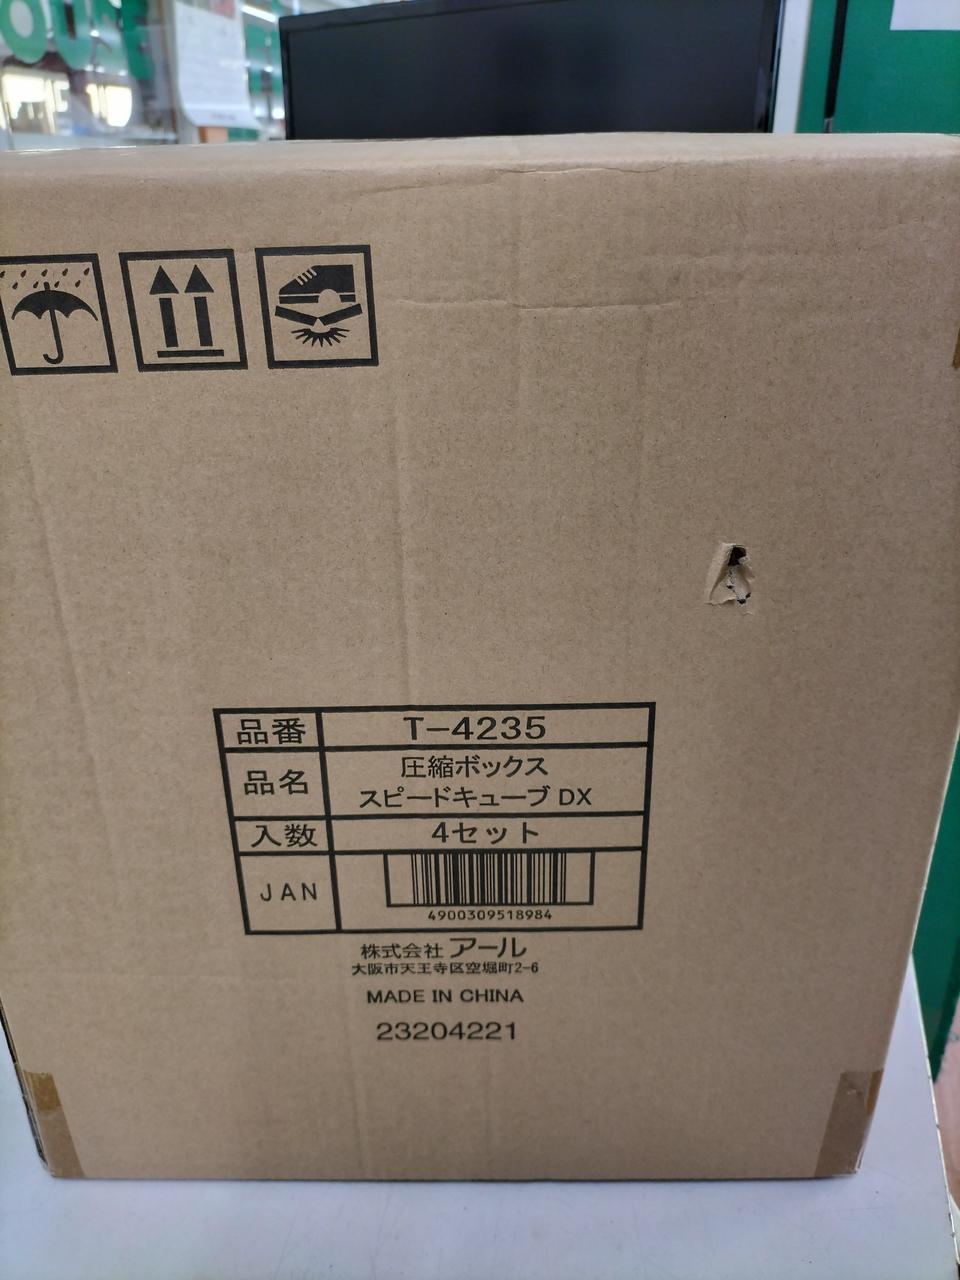 品番 T-4235
品名 圧縮ボックス
スピードキューブ DX
入数 4セット
JAN
4900309518984
株式会社 アール
大阪市天王寺区空堀町2-6
MADE IN CHINA
23204221